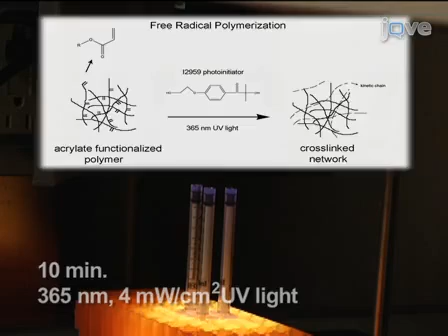 jove
Free Radical Polymerization
R
O
O
I2959 photoinitiator
365 nm UV light
kinetic chain
acrylate functionalized
polymer
crosslinked
network
10 min.
365 nm, 4 mW/cm2 UV light